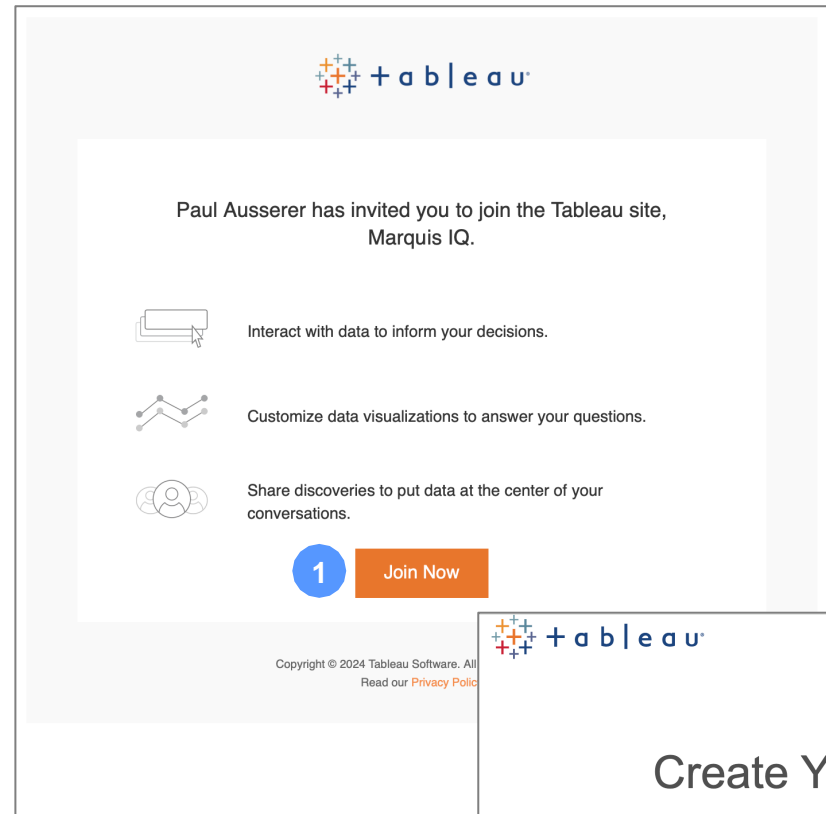 +ableau
Paul Ausserer has invited you to join the Tableau site,
Marquis IQ.
Interact with data to inform your decisions.
Customize data visualizations to answer your questions.
Share discoveries to put data at the center of your
conversations.
1
Join Now
Copyright © 2024 Tableau Software. All
Read our Privacy Polic
+ableau
Create Y